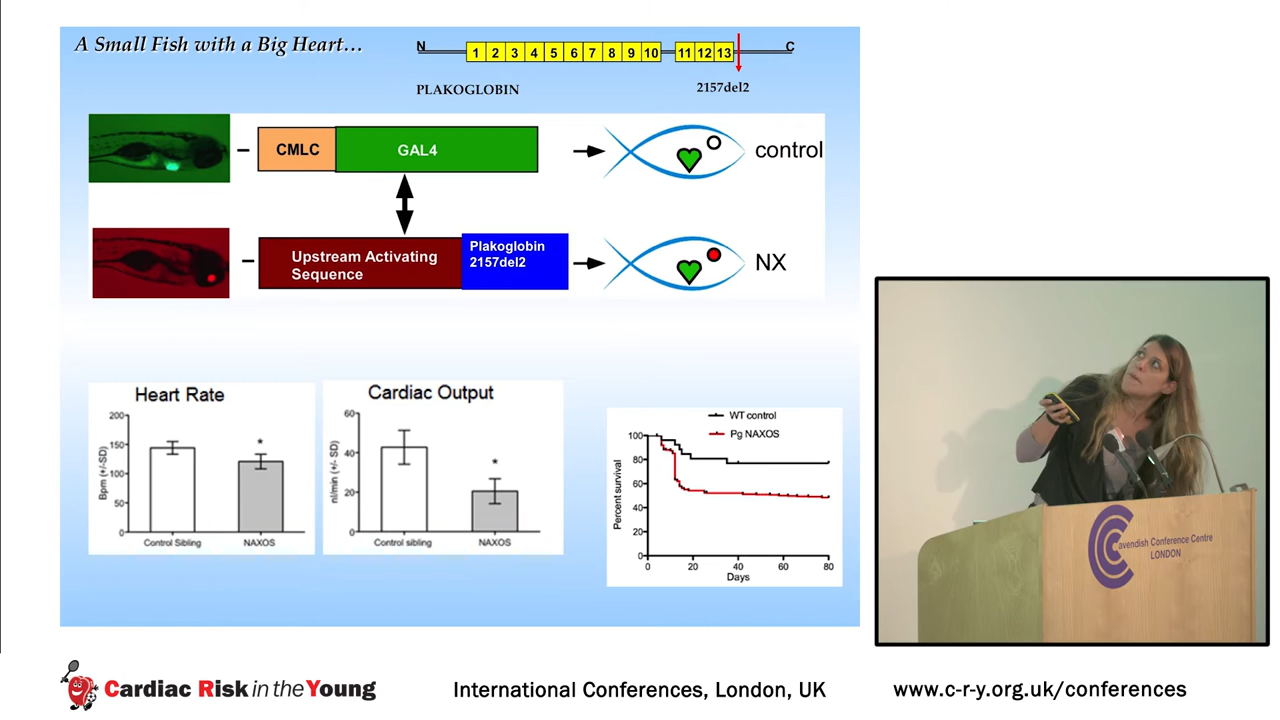 A Small Fish with a Big Heart…
N
1 2 3 4 5 6 7 8 9 10 11 12 13
C
PLAKOGLOBIN
2157del2
CMLC
GAL4
control
Upstream Activating
Sequence
Plakoglobin
2157del2
NX
Heart Rate
Bpm (+/-SD)
200
150
100
50
0
*
Control Sibling
NAXOS
Cardiac Output
nl/min (+/- SD)
60
40
20
0
*
Control sibling
NAXOS
WT control
Pg NAXOS
Percent survival
100
80
60
40
20
0
0 20 40 60 80
Days
avendish Conference Centre
LONDON
Cardiac Risk in the Young
International Conferences, London, UK
www.c-r-y.org.uk/conferences